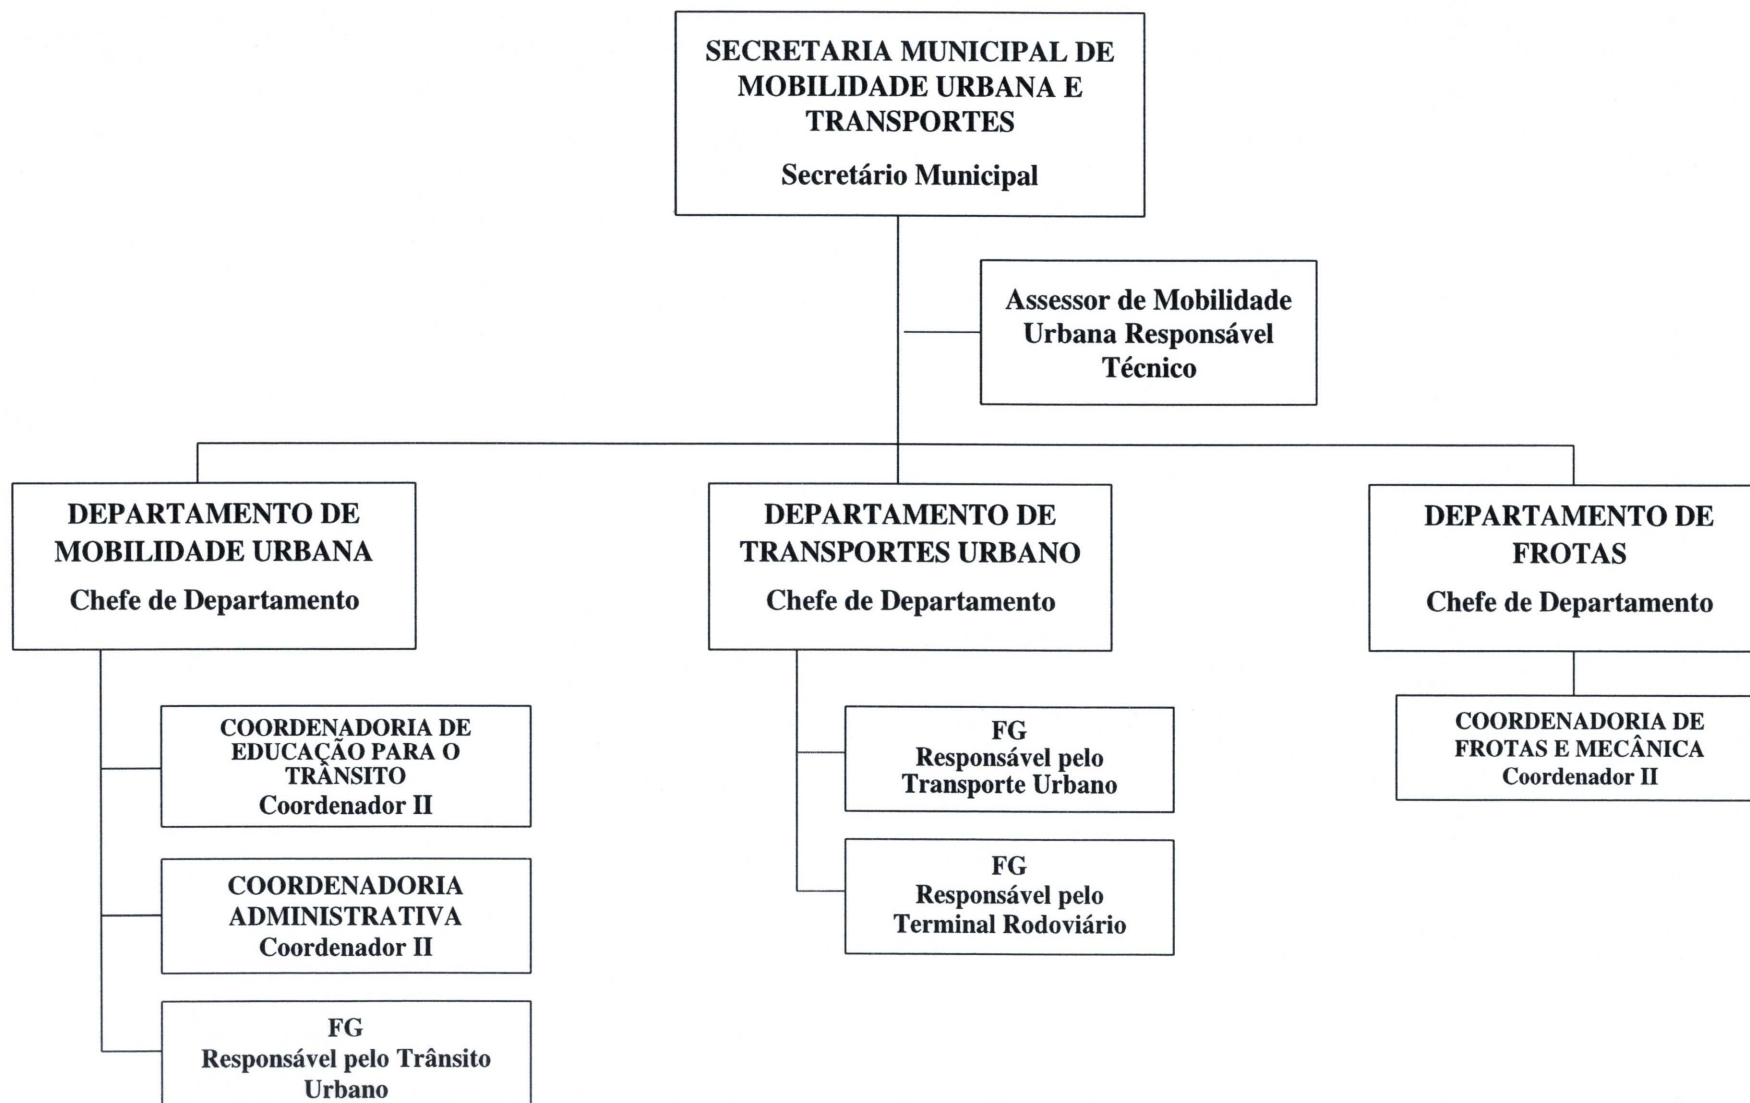 SECRETARIA MUNICIPAL DE
MOBILIDADE URBANA E
TRANSPORTES
Secretário Municipal
Assessor de Mobilidade
Urbana Responsável
Técnico
DEPARTAMENTO DE
MOBILIDADE URBANA
Chefe de Departamento
COORDENADORIA DE
EDUCAÇÃO PARA O
TRÂNSITO
Coordenador II
COORDENADORIA
ADMINISTRATIVA
Coordenador II
FG
Responsável pelo Trânsito
Urbano
DEPARTAMENTO DE
TRANSPORTES URBANO
Chefe de Departamento
FG
Responsável pelo
Transporte Urbano
FG
Responsável pelo
Terminal Rodoviário
DEPARTAMENTO DE
FROTAS
Chefe de Departamento
COORDENADORIA DE
FROTAS E MECÂNICA
Coordenador II